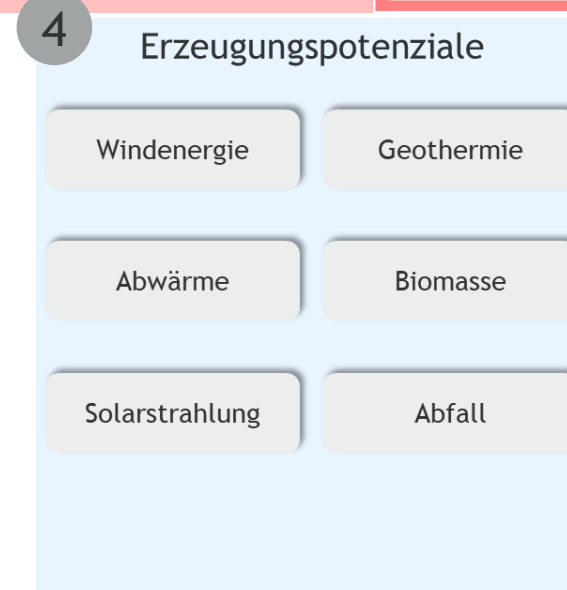 4
Erzeugungspotenziale
Windenergie
Geothermie
Abwärme
Biomasse
Solarstrahlung
Abfall